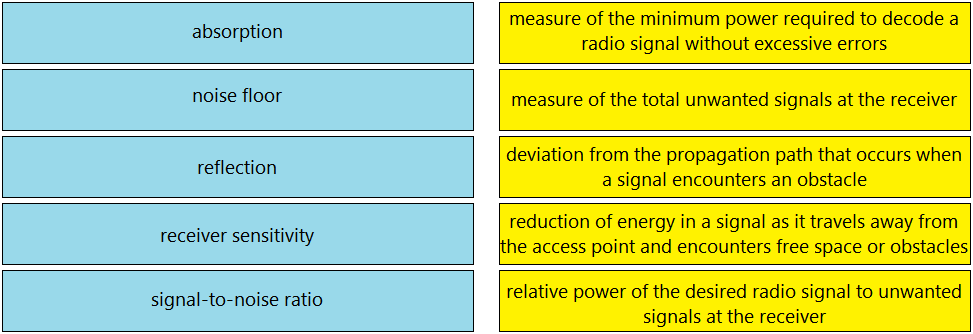 absorption
measure of the minimum power required to decode a
radio signal without excessive errors
noise floor
measure of the total unwanted signals at the receiver
reflection
deviation from the propagation path that occurs when
a signal encounters an obstacle
receiver sensitivity
reduction of energy in a signal as it travels away from
the access point and encounters free space or obstacles
signal-to-noise ratio
relative power of the desired radio signal to unwanted
signals at the receiver